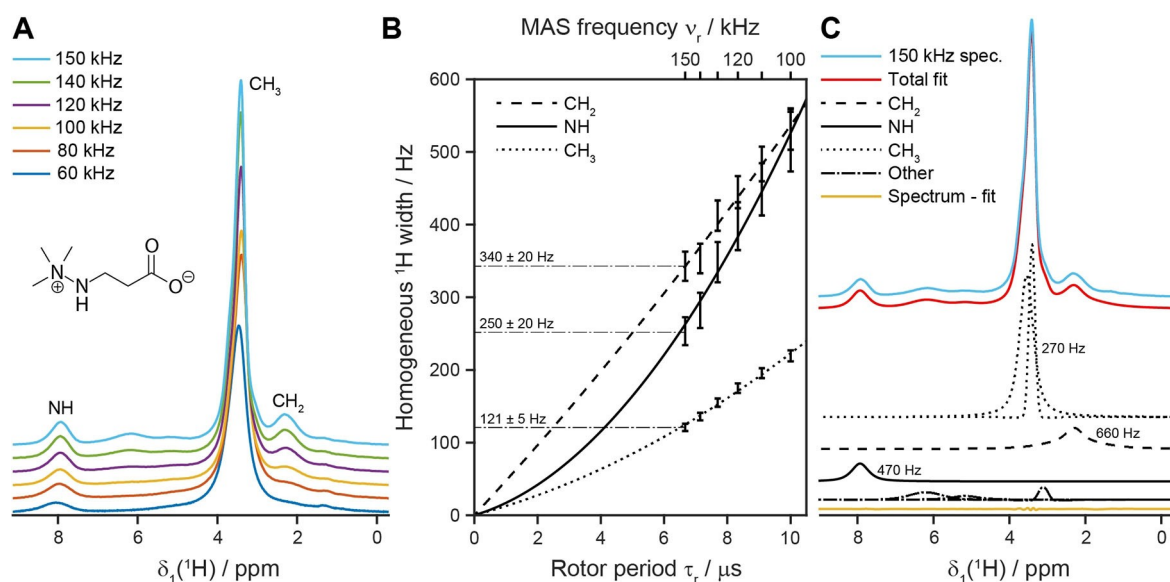 A
150 kHz
140 kHz
120 kHz
100 kHz
80 kHz
60 kHz
CH₃
N
⊕
N
H
O
O
⊖
NH
CH₂
8
6
4
2
0
δ₁(¹H) / ppm
B
MAS frequency νᵣ / kHz
150
120
100
600
500
400
300
200
100
0
Homogeneous ¹H width / Hz
CH₂
NH
CH₃
340 ± 20 Hz
250 ± 20 Hz
121 ± 5 Hz
0
2
4
6
8
10
Rotor period τᵣ / μs
C
150 kHz spec.
Total fit
CH₂
NH
CH₃
Other
Spectrum - fit
270 Hz
660 Hz
470 Hz
8
6
4
2
0
δ₁(¹H) / ppm